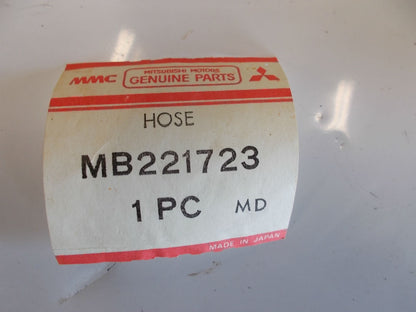 MMC MITSUBISHI MOTORS
GENUINE PARTS
HOSE
MB221723
1 PC MD
MADE IN JAPAN